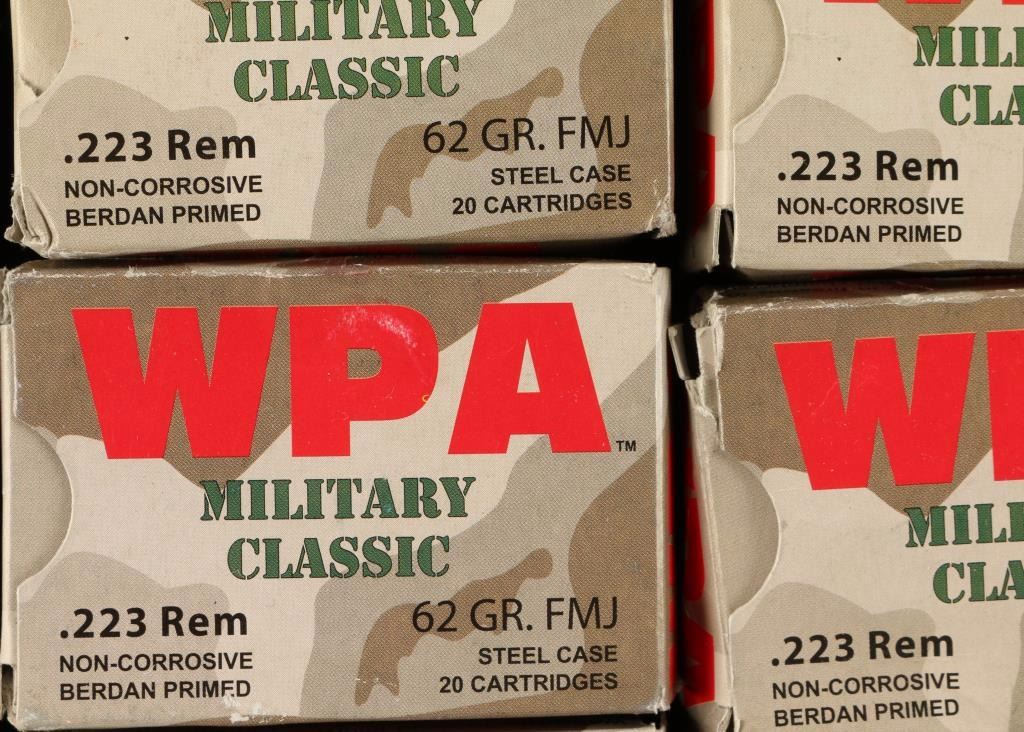 MILITARY
CLASSIC
.223 Rem
NON-CORROSIVE
BERDAN PRIMED
62 GR. FMJ
STEEL CASE
20 CARTRIDGES
MILI
CLA
.223 Rem
NON-CORROSIVE
BERDAN PRIMED
WPA™
MILITARY
CLASSIC
.223 Rem
NON-CORROSIVE
BERDAN PRIMED
62 GR. FMJ
STEEL CASE
20 CARTRIDGES
W
MILI
CLA
.223 Rem
NON-CORROSIVE
BERDAN PRIMED